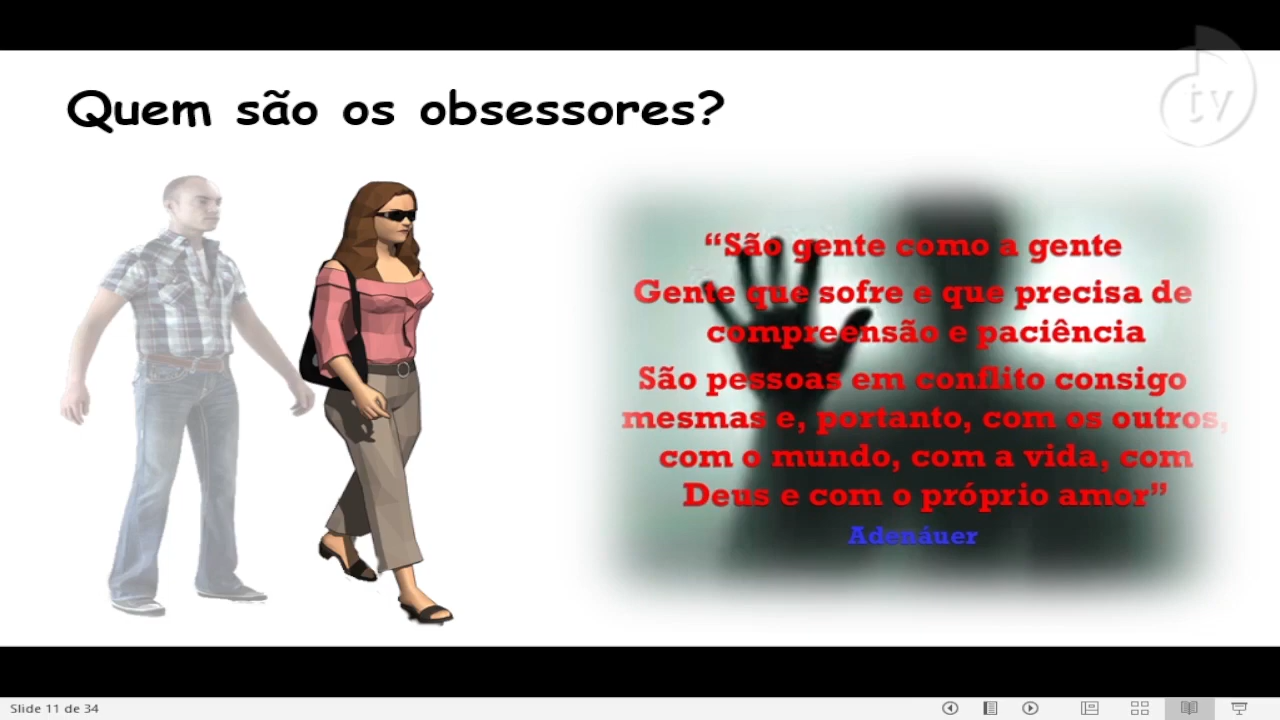 Quem são os obsessores?
tv
“São gente como a gente
Gente que sofre e que precisa de
compreensão e paciência
São pessoas em conflito consigo
mesmas e, portanto, com os outros,
com o mundo, com a vida, com
Deus e com o próprio amor”
Adenáuer
Slide 11 de 34